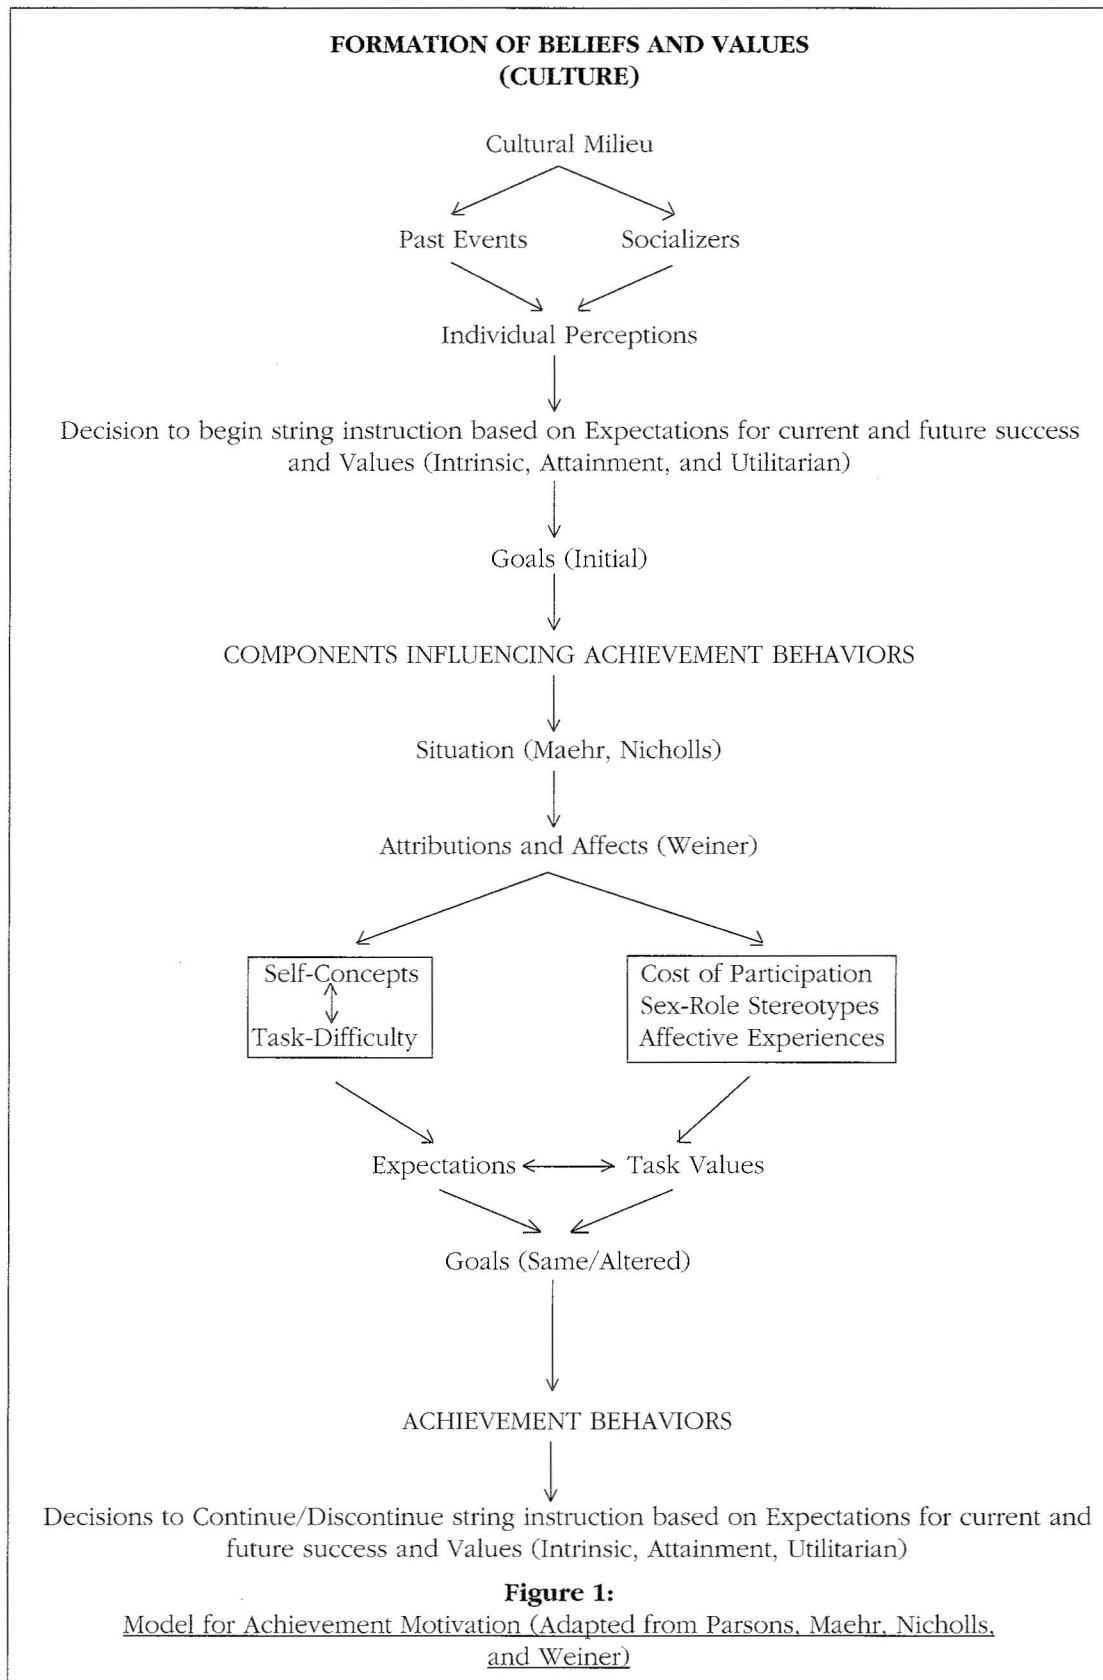 FORMATION OF BELIEFS AND VALUES
(CULTURE)
Cultural Milieu
Past Events
Socializers
Individual Perceptions
Decision to begin string instruction based on Expectations for current and future success
and Values (Intrinsic, Attainment, and Utilitarian)
Goals (Initial)
COMPONENTS INFLUENCING ACHIEVEMENT BEHAVIORS
Situation (Maehr, Nicholls)
Attributions and Affects (Weiner)
Self-Concepts
Task-Difficulty
Cost of Participation
Sex-Role Stereotypes
Affective Experiences
Expectations
Task Values
Goals (Same/Altered)
ACHIEVEMENT BEHAVIORS
Decisions to Continue/Discontinue string instruction based on Expectations for current and
future success and Values (Intrinsic, Attainment, Utilitarian)
Figure 1:
Model for Achievement Motivation (Adapted from Parsons, Maehr, Nicholls,
and Weiner)